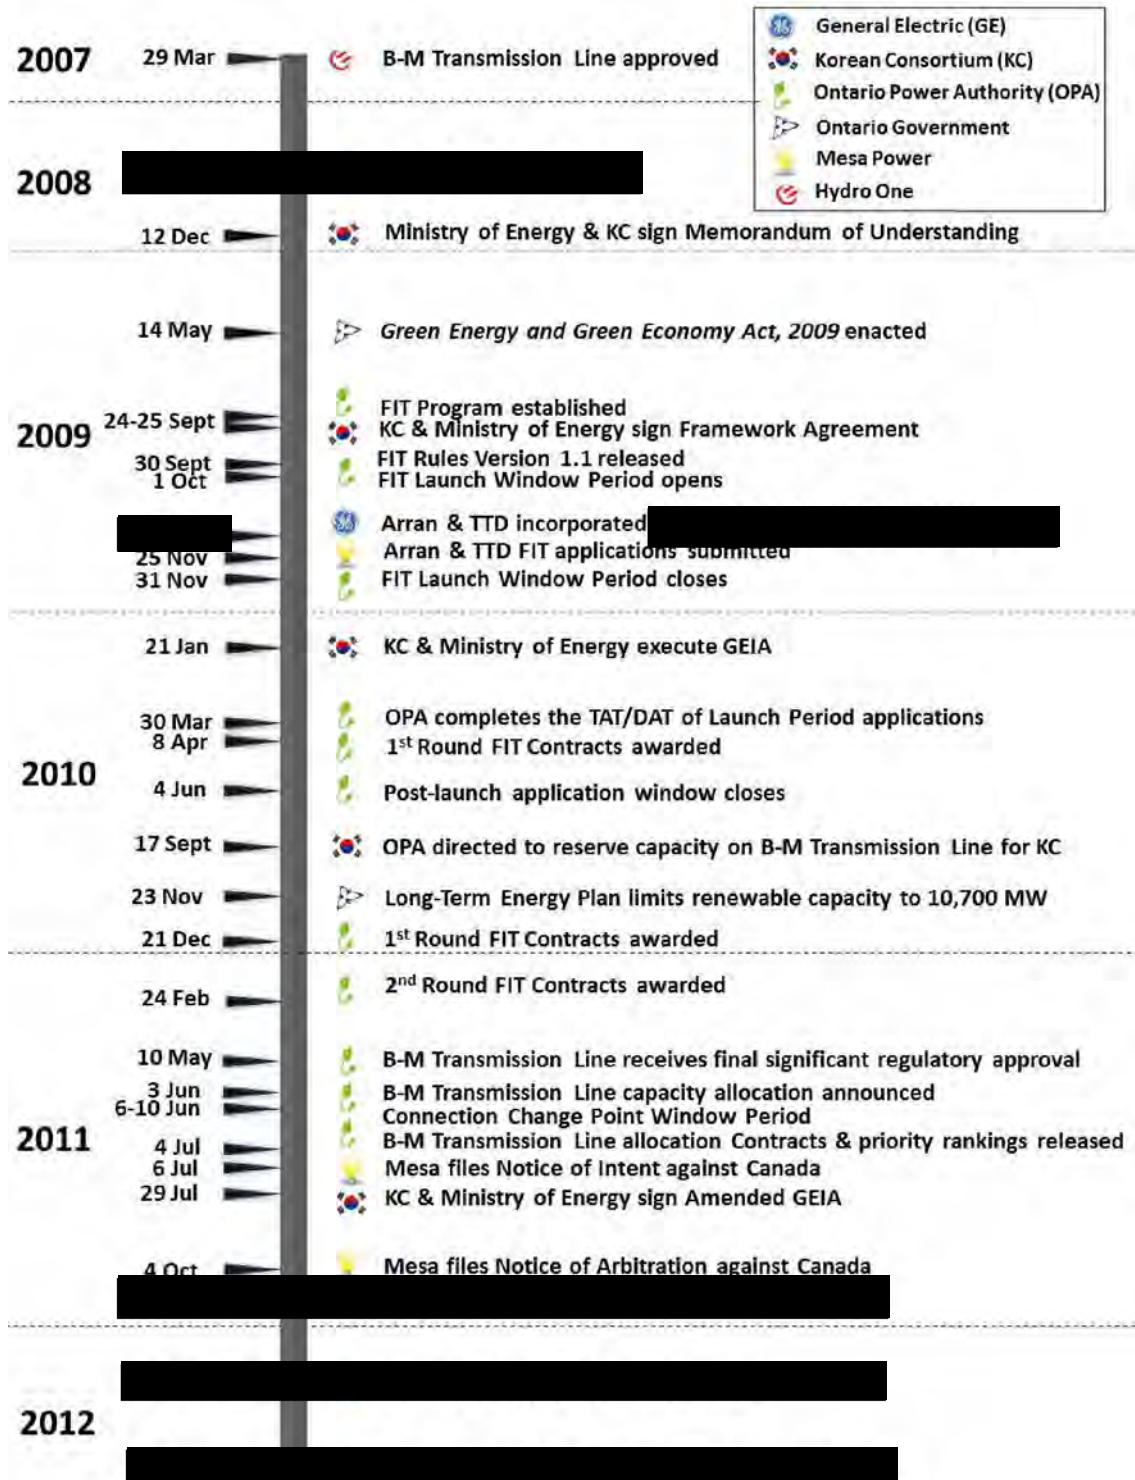 General Electric (GE)
Korean Consortium (KC)
Ontario Power Authority (OPA)
Ontario Government
Mesa Power
Hydro One
2007
29 Mar B-M Transmission Line approved
2008
12 Dec Ministry of Energy & KC sign Memorandum of Understanding
2009
14 May Green Energy and Green Economy Act, 2009 enacted
24-25 Sept FIT Program established
KC & Ministry of Energy sign Framework Agreement
30 Sept FIT Rules Version 1.1 released
1 Oct FIT Launch Window Period opens
Arran & TTD incorporated
25 Nov Arran & TTD FIT applications submitted
31 Nov FIT Launch Window Period closes
2010
21 Jan KC & Ministry of Energy execute GEIA
30 Mar OPA completes the TAT/DAT of Launch Period applications
8 Apr 1st Round FIT Contracts awarded
4 Jun Post-launch application window closes
17 Sept OPA directed to reserve capacity on B-M Transmission Line for KC
23 Nov Long-Term Energy Plan limits renewable capacity to 10,700 MW
21 Dec 1st Round FIT Contracts awarded
2011
24 Feb 2nd Round FIT Contracts awarded
10 May B-M Transmission Line receives final significant regulatory approval
3 Jun B-M Transmission Line capacity allocation announced
6-10 Jun Connection Change Point Window Period
4 Jul B-M Transmission Line allocation Contracts & priority rankings released
6 Jul Mesa files Notice of Intent against Canada
29 Jul KC & Ministry of Energy sign Amended GEIA
4 Oct Mesa files Notice of Arbitration against Canada
2012